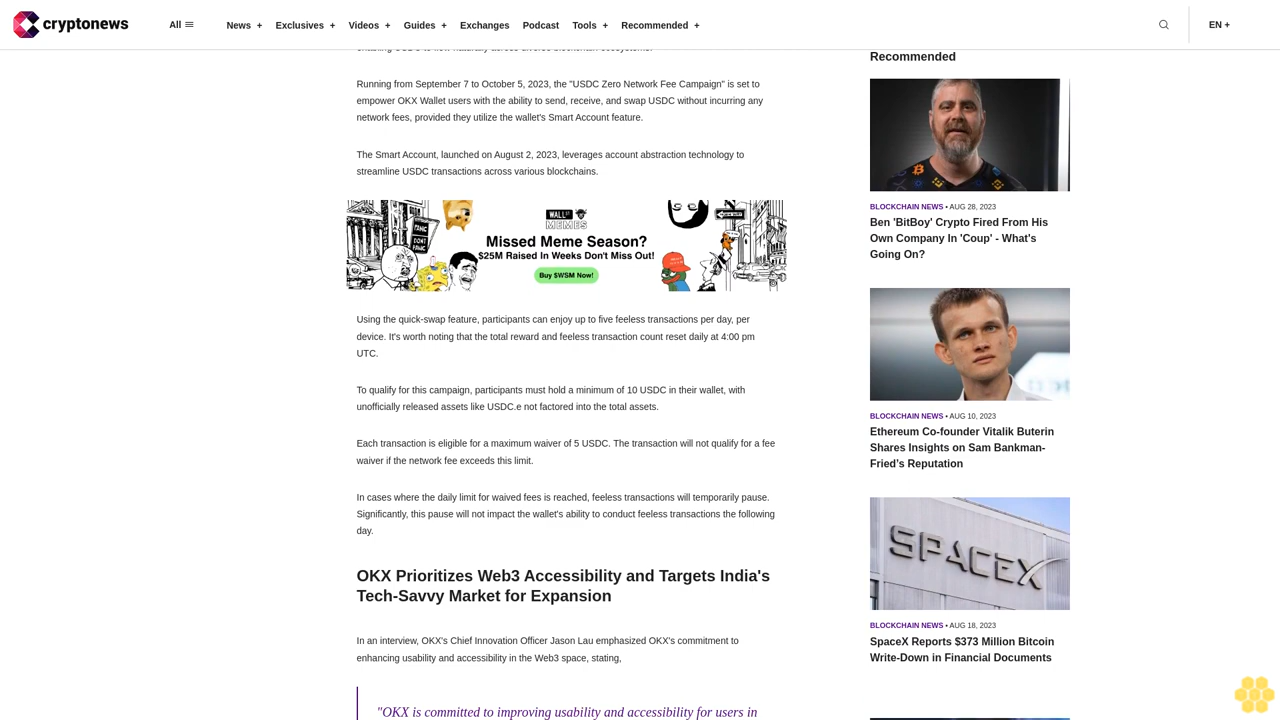 cryptonews
All
News +
Exclusives +
Videos +
Guides +
Exchanges
Podcast
Tools +
Recommended +
EN +
Running from September 7 to October 5, 2023, the "USDC Zero Network Fee Campaign" is set to
empower OKX Wallet users with the ability to send, receive, and swap USDC without incurring any
network fees, provided they utilize the wallet's Smart Account feature.
The Smart Account, launched on August 2, 2023, leverages account abstraction technology to
streamline USDC transactions across various blockchains.
PANIC
DON'T
PANIC
WALL ST
MEMES
Missed Meme Season?
$25M Raised In Weeks Don't Miss Out!
Buy $WSM Now!
Using the quick-swap feature, participants can enjoy up to five feeless transactions per day, per
device. It's worth noting that the total reward and feeless transaction count reset daily at 4:00 pm
UTC.
To qualify for this campaign, participants must hold a minimum of 10 USDC in their wallet, with
unofficially released assets like USDC.e not factored into the total assets.
Each transaction is eligible for a maximum waiver of 5 USDC. The transaction will not qualify for a fee
waiver if the network fee exceeds this limit.
In cases where the daily limit for waived fees is reached, feeless transactions will temporarily pause.
Significantly, this pause will not impact the wallet's ability to conduct feeless transactions the following
day.
OKX Prioritizes Web3 Accessibility and Targets India's
Tech-Savvy Market for Expansion
In an interview, OKX's Chief Innovation Officer Jason Lau emphasized OKX's commitment to
enhancing usability and accessibility in the Web3 space, stating,
"OKX is committed to improving usability and accessibility for users in
Recommended
BLOCKCHAIN NEWS • AUG 28, 2023
Ben 'BitBoy' Crypto Fired From His
Own Company In 'Coup' - What's
Going On?
BLOCKCHAIN NEWS • AUG 10, 2023
Ethereum Co-founder Vitalik Buterin
Shares Insights on Sam Bankman-
Fried's Reputation
SPACEX
BLOCKCHAIN NEWS • AUG 18, 2023
SpaceX Reports $373 Million Bitcoin
Write-Down in Financial Documents